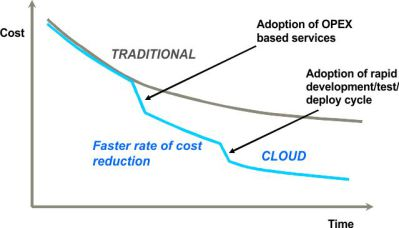 Cost
Adoption of OPEX
based services
TRADITIONAL
Adoption of rapid
development/test/
deploy cycle
Faster rate of cost
reduction
CLOUD
Time